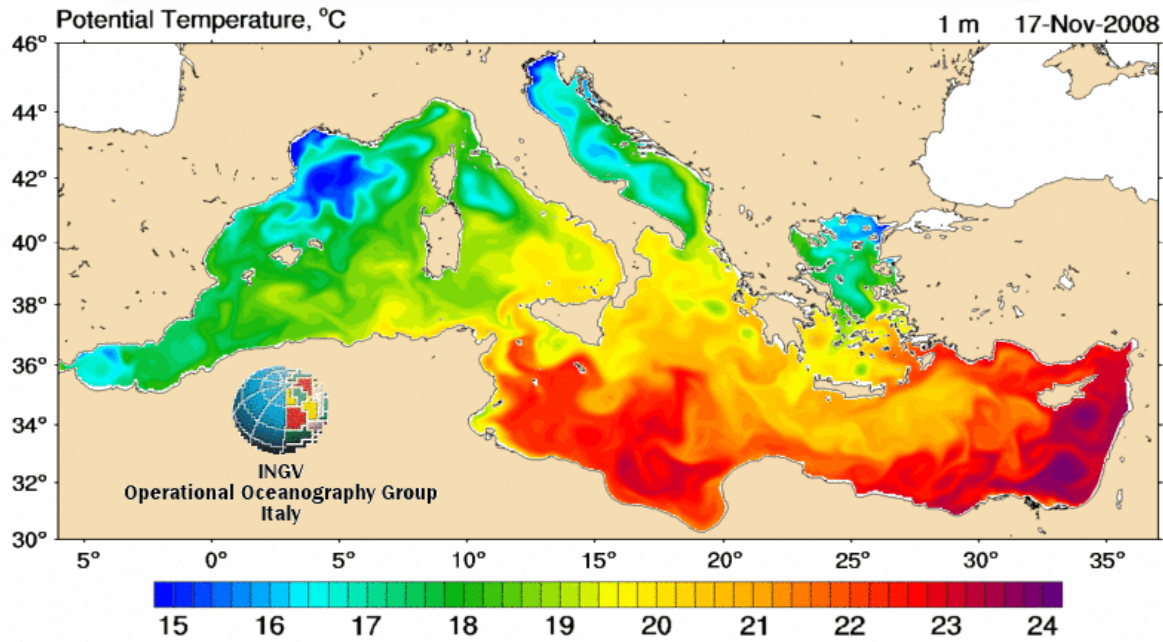 Potential Temperature, °C 1 m 17-Nov-2008
46°
44°
42°
40°
38°
36°
34°
32°
30°
INGV
Operational Oceanography Group
Italy
5° 0° 5° 10° 15° 20° 25° 30° 35°
15 16 17 18 19 20 21 22 23 24